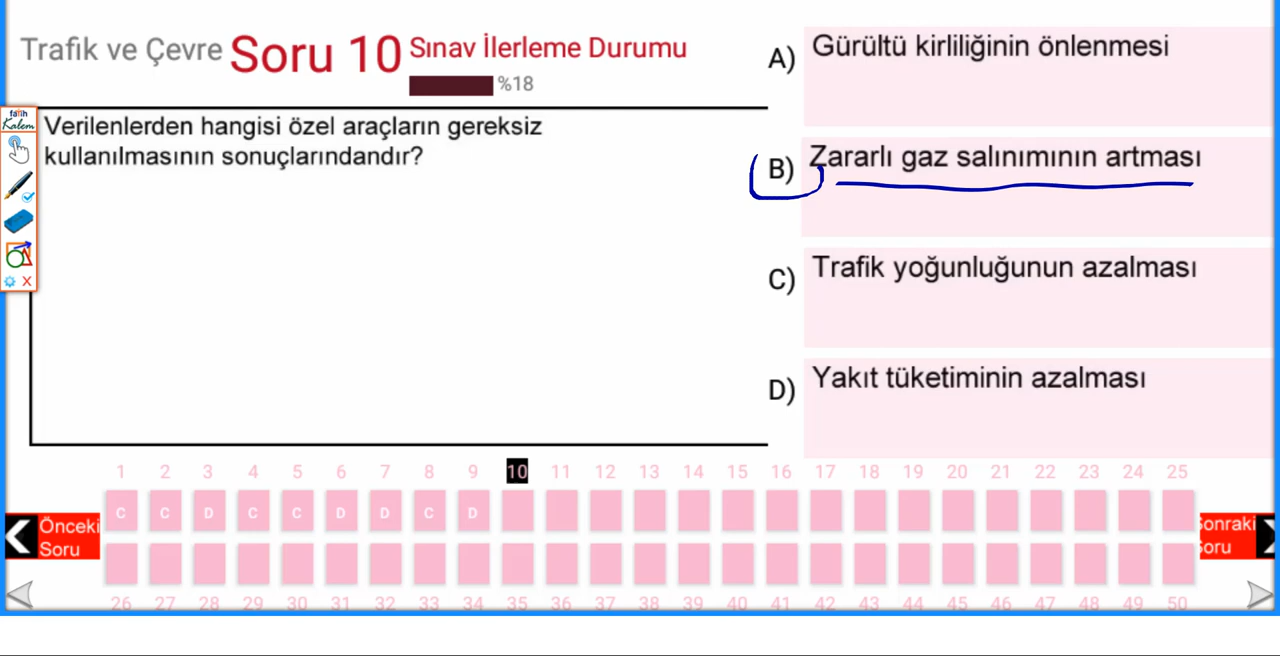 Trafik ve Çevre Soru 10 Sınav İlerleme Durumu
%18
fatih
Kalem
Verilenlerden hangisi özel araçların gereksiz
kullanılmasının sonuçlarındandır?
A) Gürültü kirliliğinin önlenmesi
B) Zararlı gaz salınımının artması
C) Trafik yoğunluğunun azalması
D) Yakıt tüketiminin azalması
1 2 3 4 5 6 7 8 9 10 11 12 13 14 15 16 17 18 19 20 21 22 23 24 25
C C D C C D D C D
Önceki
Soru
Sonraki
Soru
26 27 28 29 30 31 32 33 34 35 36 37 38 39 40 41 42 43 44 45 46 47 48 49 50